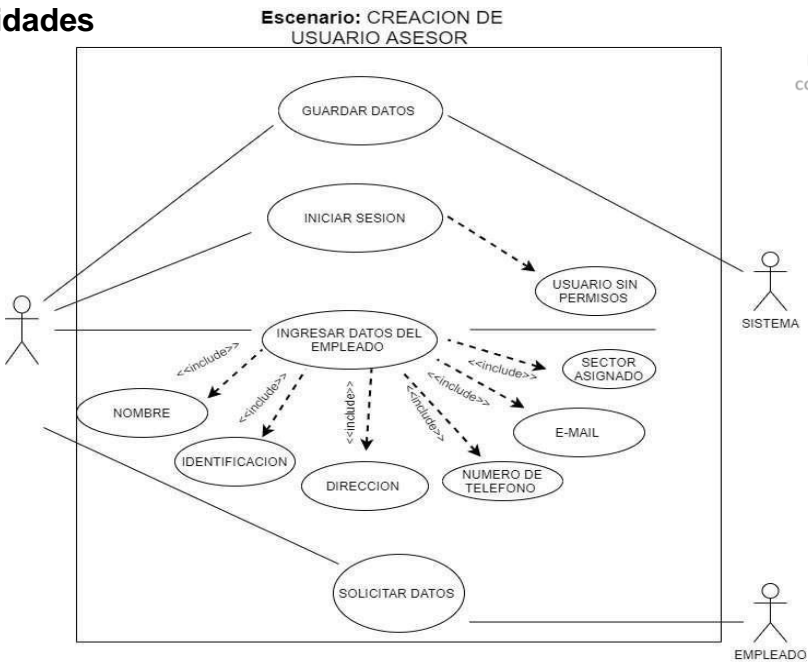 idades
Escenario: CREACION DE
USUARIO ASESOR
GUARDAR DATOS
INICIAR SESION
USUARIO SIN
PERMISOS
SISTEMA
INGRESAR DATOS DEL
EMPLEADO
<<include>>
<<include>>
<<include>>
<<include>>
<<include>>
<<include>>
SECTOR
ASIGNADO
NOMBRE
E-MAIL
IDENTIFICACION
DIRECCION
NUMERO DE
TELEFONO
SOLICITAR DATOS
EMPLEADO